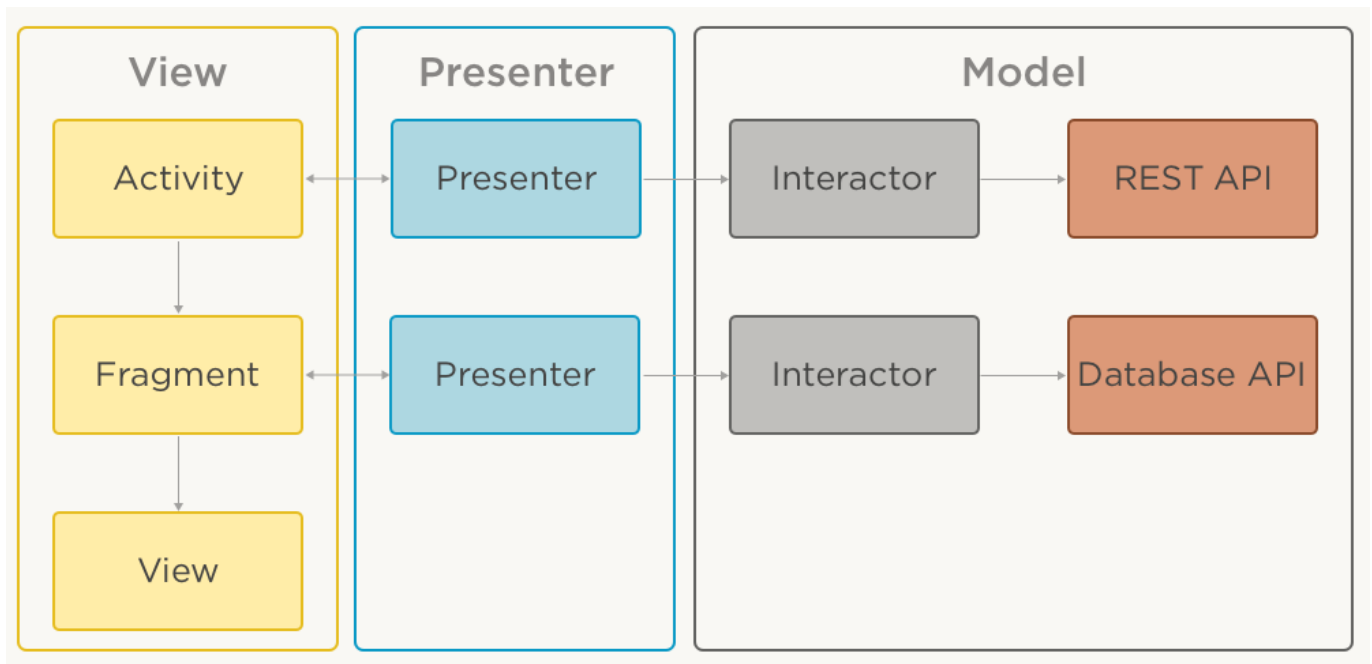 View
Presenter
Model
Activity
Presenter
Interactor
REST API
Fragment
Presenter
Interactor
Database API
View